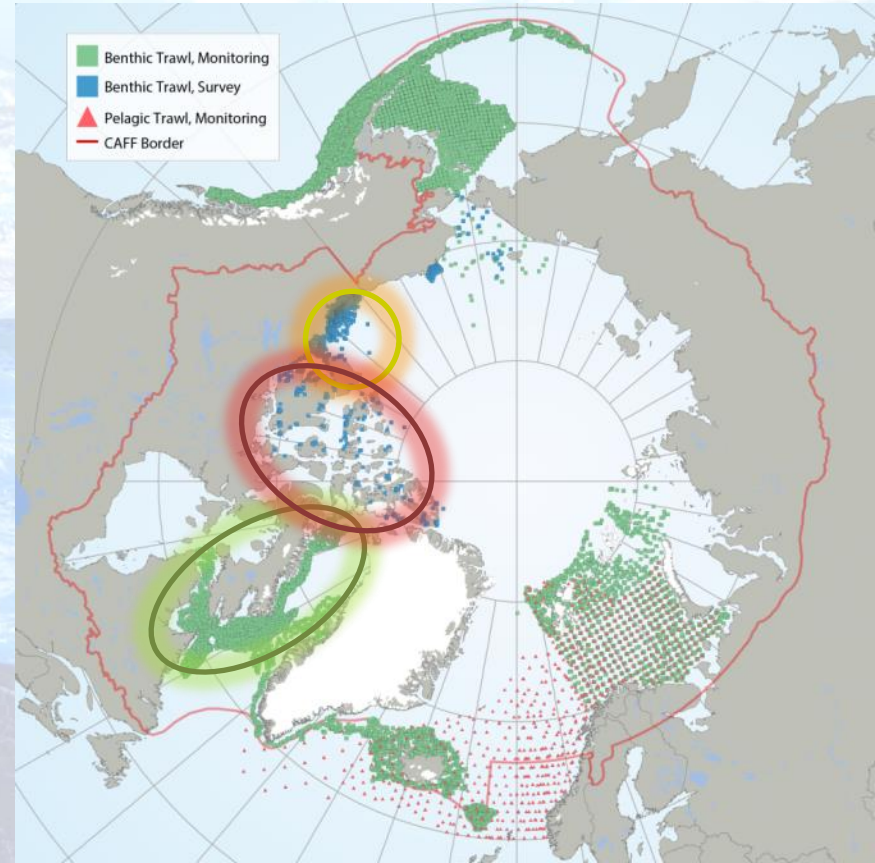 Benthic Trawl, Monitoring
Benthic Trawl, Survey
Pelagic Trawl, Monitoring
CAFF Border